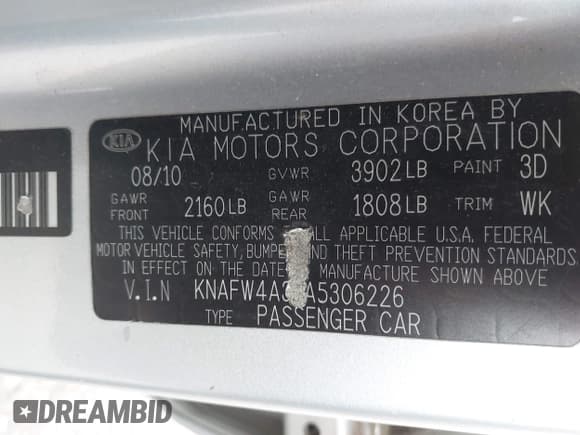 MANUFACTURED IN KOREA BY
KIA KIA MOTORS CORPORATION
08/10 GVWR 3902 LB PAINT 3D
GAWR FRONT 2160 LB GAWR REAR 1808 LB TRIM WK
THIS VEHICLE CONFORMS ALL APPLICABLE U.S.A. FEDERAL
MOTOR VEHICLE SAFETY, AND THEFT PREVENTION STANDARDS
IN EFFECT ON THE DATE MANUFACTURE SHOWN ABOVE
V.I.N
TYPE PASSENGER CAR
DREAMBID